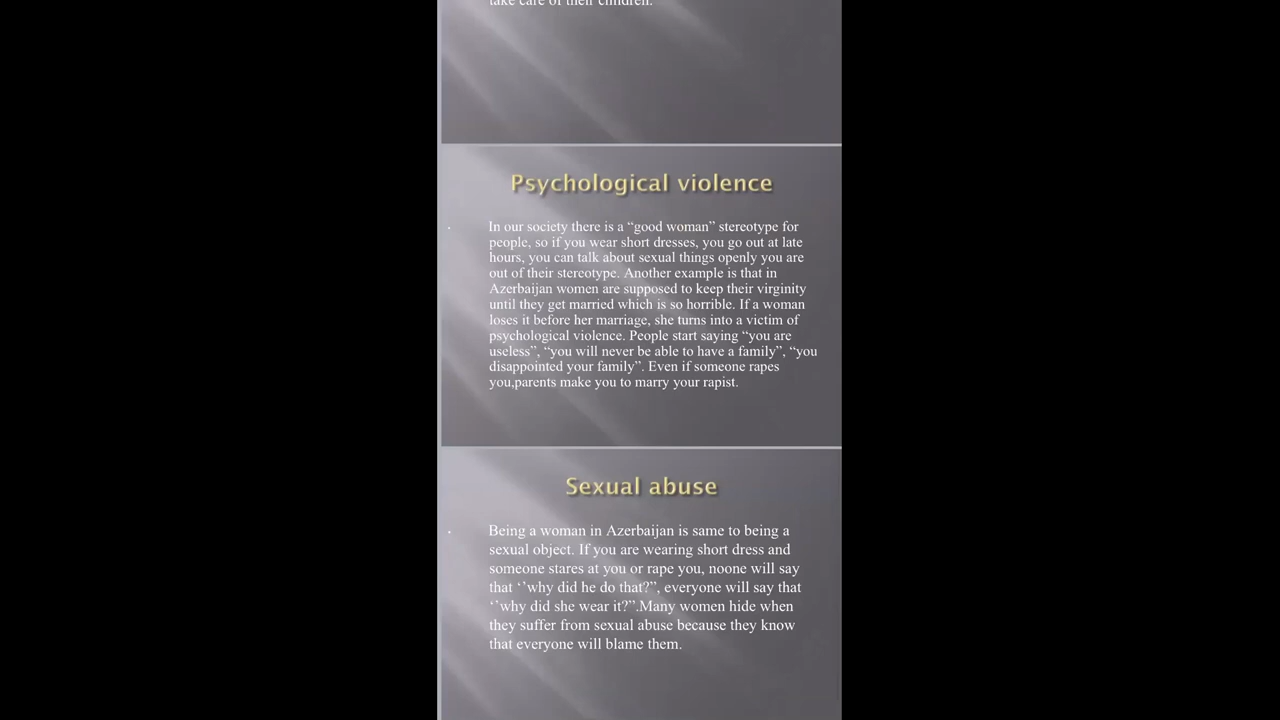 take care of their children.
Psychological violence
In our society there is a “good woman” stereotype for
people, so if you wear short dresses, you go out at late
hours, you can talk about sexual things openly you are
out of their stereotype. Another example is that in
Azerbaijan women are supposed to keep their virginity
until they get married which is so horrible. If a woman
loses it before her marriage, she turns into a victim of
psychological violence. People start saying “you are
useless”, “you will never be able to have a family”, “you
disappointed your family”. Even if someone rapes
you,parents make you to marry your rapist.
Sexual abuse
Being a woman in Azerbaijan is same to being a
sexual object. If you are wearing short dress and
someone stares at you or rape you, noone will say
that ‘’why did he do that?”, everyone will say that
‘’why did she wear it?”.Many women hide when
they suffer from sexual abuse because they know
that everyone will blame them.